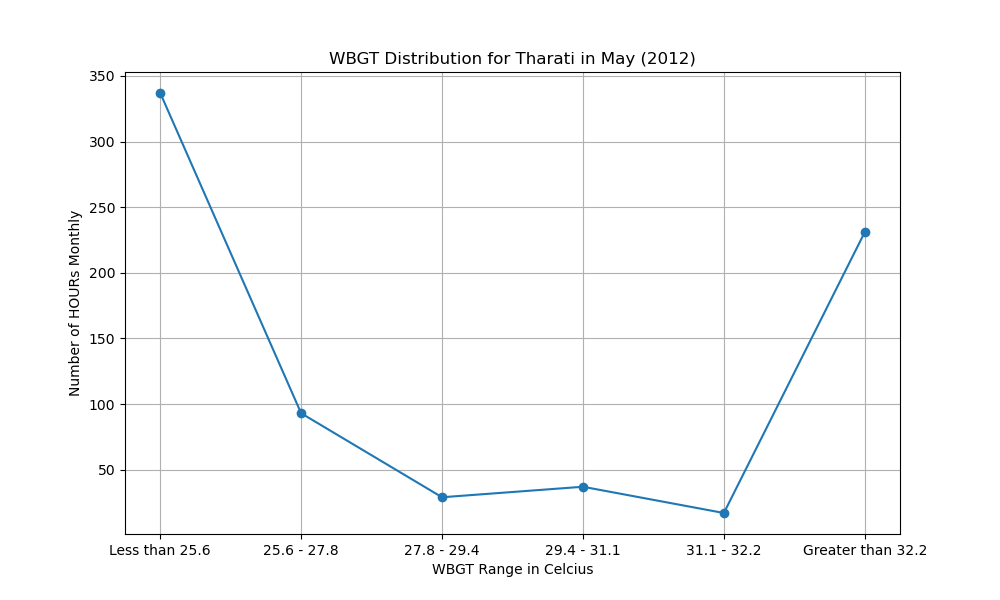 WBGT Distribution for Tharati in May (2012)
Number of HOURs Monthly
350
300
250
200
150
100
50
Less than 25.6
25.6 - 27.8
27.8 - 29.4
29.4 - 31.1
31.1 - 32.2
Greater than 32.2
WBGT Range in Celcius